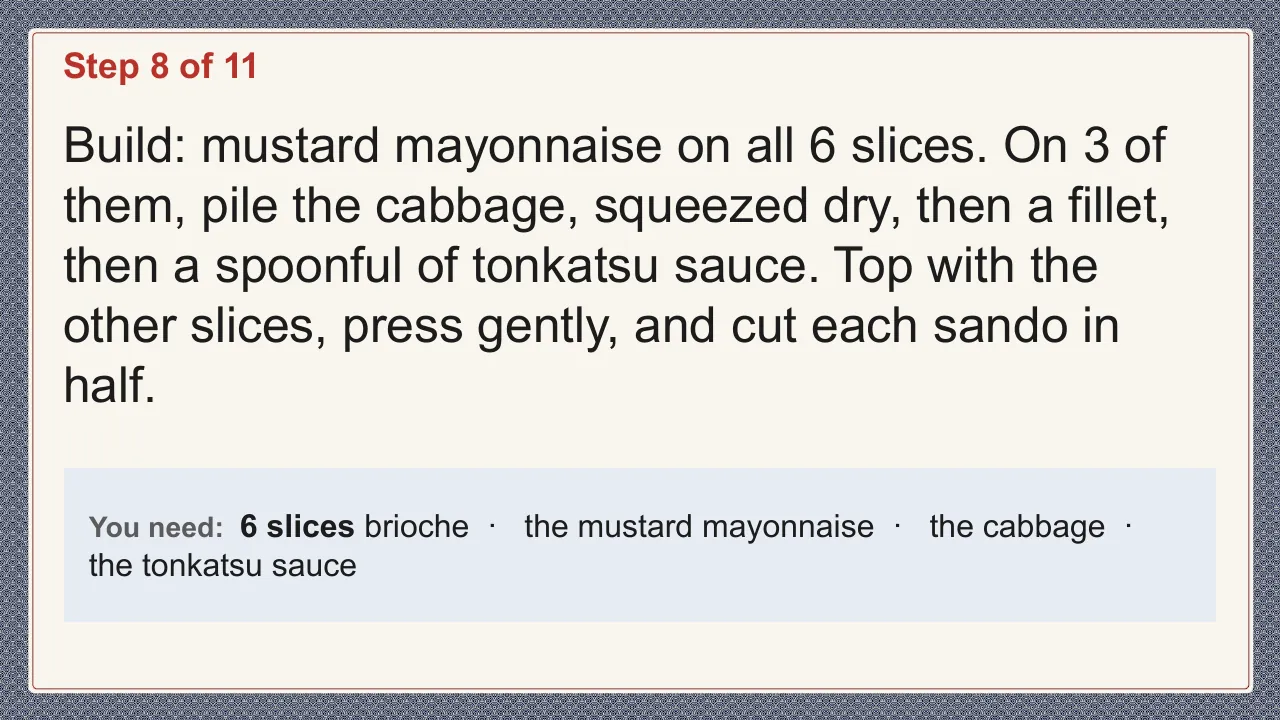 Step 8 of 11
Build: mustard mayonnaise on all 6 slices. On 3 of
them, pile the cabbage, squeezed dry, then a fillet,
then a spoonful of tonkatsu sauce. Top with the
other slices, press gently, and cut each sando in
half.
You need: 6 slices brioche · the mustard mayonnaise · the cabbage ·
the tonkatsu sauce